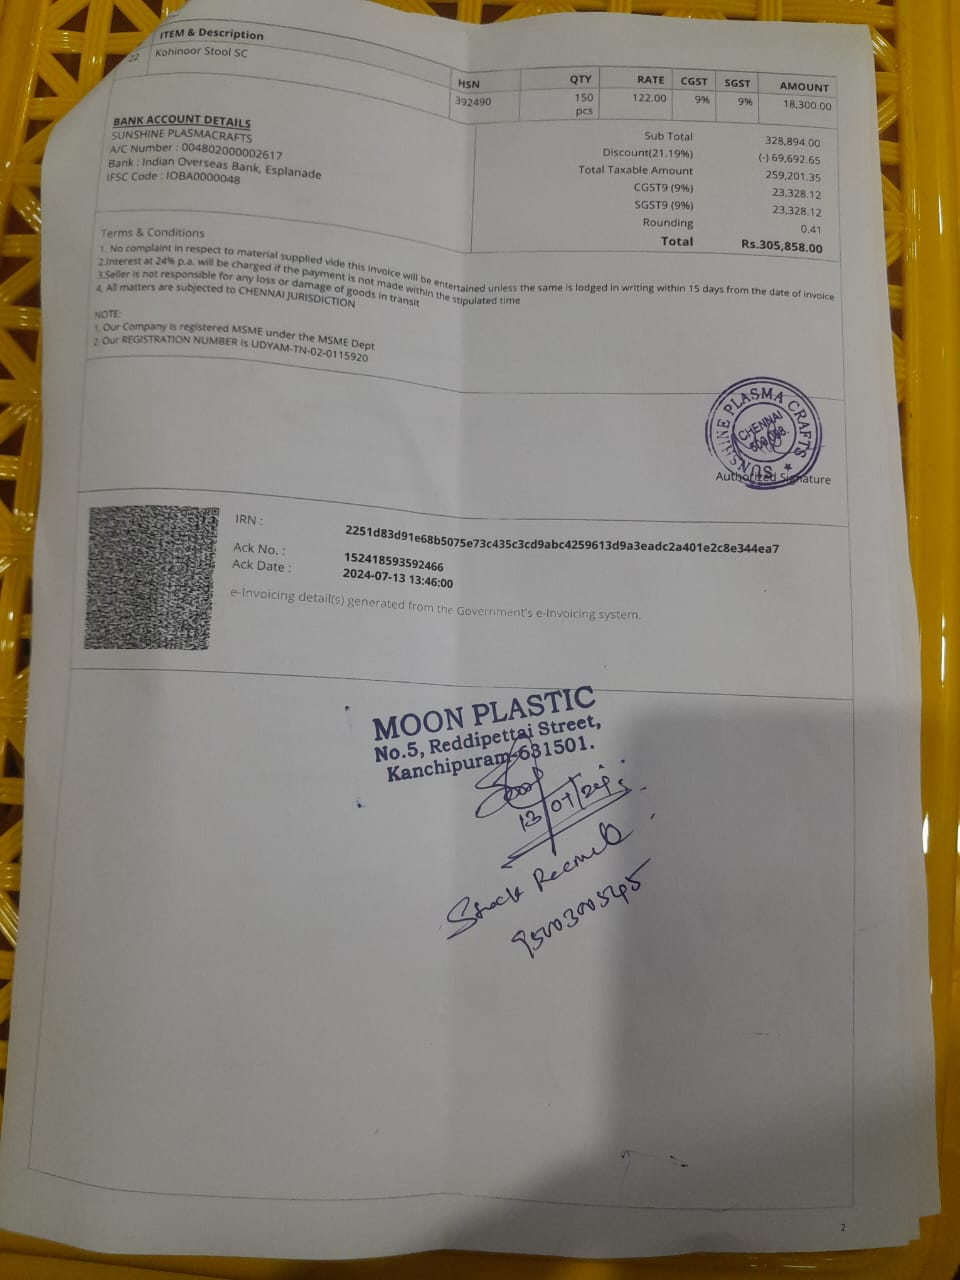 ITEM & Description
HSN
QTY
RATE
CGST
SGST
AMOUNT
22
Kohinoor Stool SC
392490
150
pcs
122.00
9%
9%
18,300.00
BANK ACCOUNT DETAILS
SUNSHINE PLASMACRAFTS
A/C Number : 004802000002617
Bank : Indian Overseas Bank, Esplanade
IFSC Code : IOBA0000048
Sub Total 328,894.00
Discount(21.19%) (-) 69,692.65
Total Taxable Amount 259,201.35
CGST9 (9%) 23,328.12
SGST9 (9%) 23,328.12
Rounding 0.41
Total Rs.305,858.00
Terms & Conditions
1. No complaint in respect to material supplied vide this invoice will be entertained unless the same is lodged in writing within 15 days from the date of invoice
2.Interest at 24% p.a. will be charged if the payment is not made within the stipulated time
3.Seller is not responsible for any loss or damage of goods in transit
4. All matters are subjected to CHENNAI JURISDICTION
NOTE:
1. Our Company is registered MSME under the MSME Dept
2. Our REGISTRATION NUMBER is UDYAM-TN-02-0115920
SUNSHINE PLASMA CRAFTS
CHENNAI
Authorized Signature
IRN : 2251d83d91e68b5075e73c435c3cd9abc4259613d9a3eadc2a401e2c8e344ea7
Ack No. : 152418593592466
Ack Date : 2024-07-13 13:46:00
e-Invoicing detail(s) generated from the Government's e-Invoicing system.
MOON PLASTIC
No.5, Reddipettai Street,
Kanchipuram-631501.
13/07/24
Stock
2